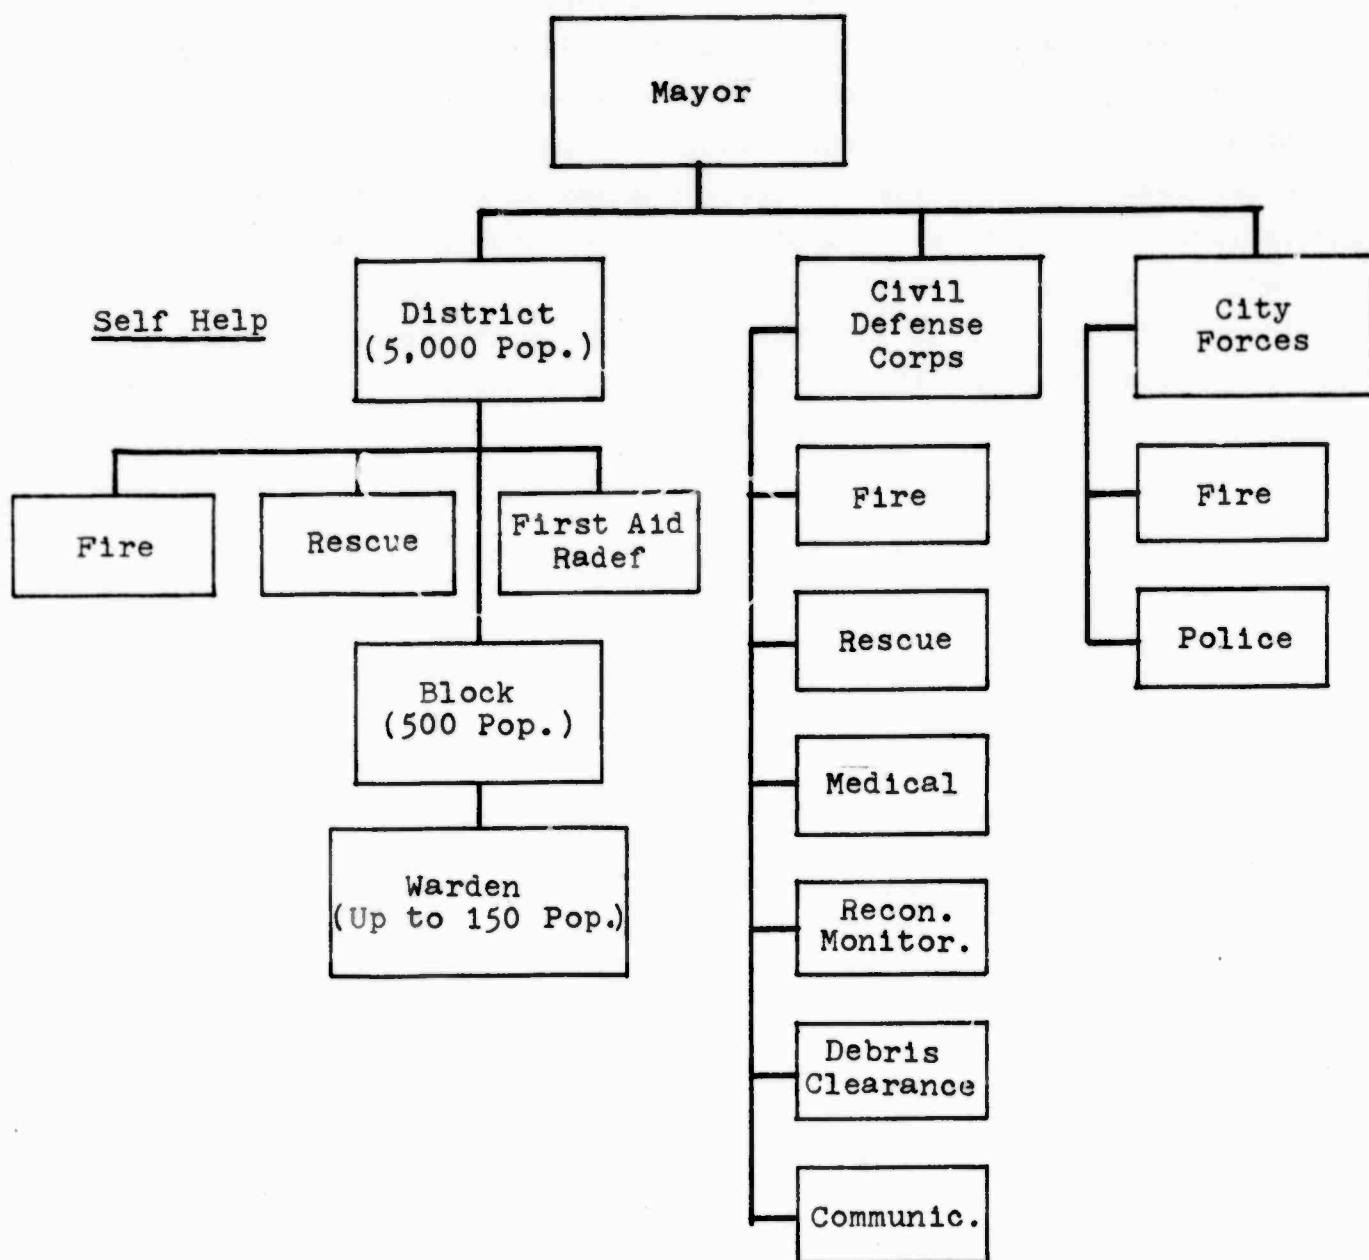 Mayor
Self Help
District
(5,000 Pop.)
Civil
Defense
Corps
City
Forces
Fire
Rescue
First Aid
Radef
Fire
Fire
Rescue
Police
Block
(500 Pop.)
Medical
Warden
(Up to 150 Pop.)
Recon.
Monitor.
Debris
Clearance
Communic.